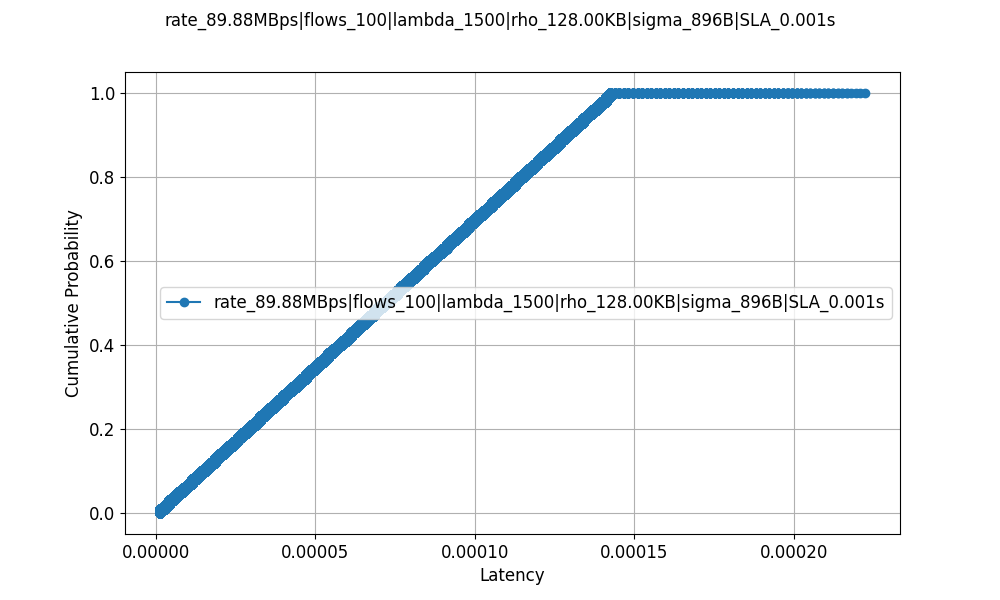 rate_89.88MBps|flows_100|lambda_1500|rho_128.00KB|sigma_896B|SLA_0.001s
1.0
0.8
0.6
0.4
0.2
0.0
Cumulative Probability
rate_89.88MBps|flows_100|lambda_1500|rho_128.00KB|sigma_896B|SLA_0.001s
0.00000 0.00005 0.00010 0.00015 0.00020
Latency